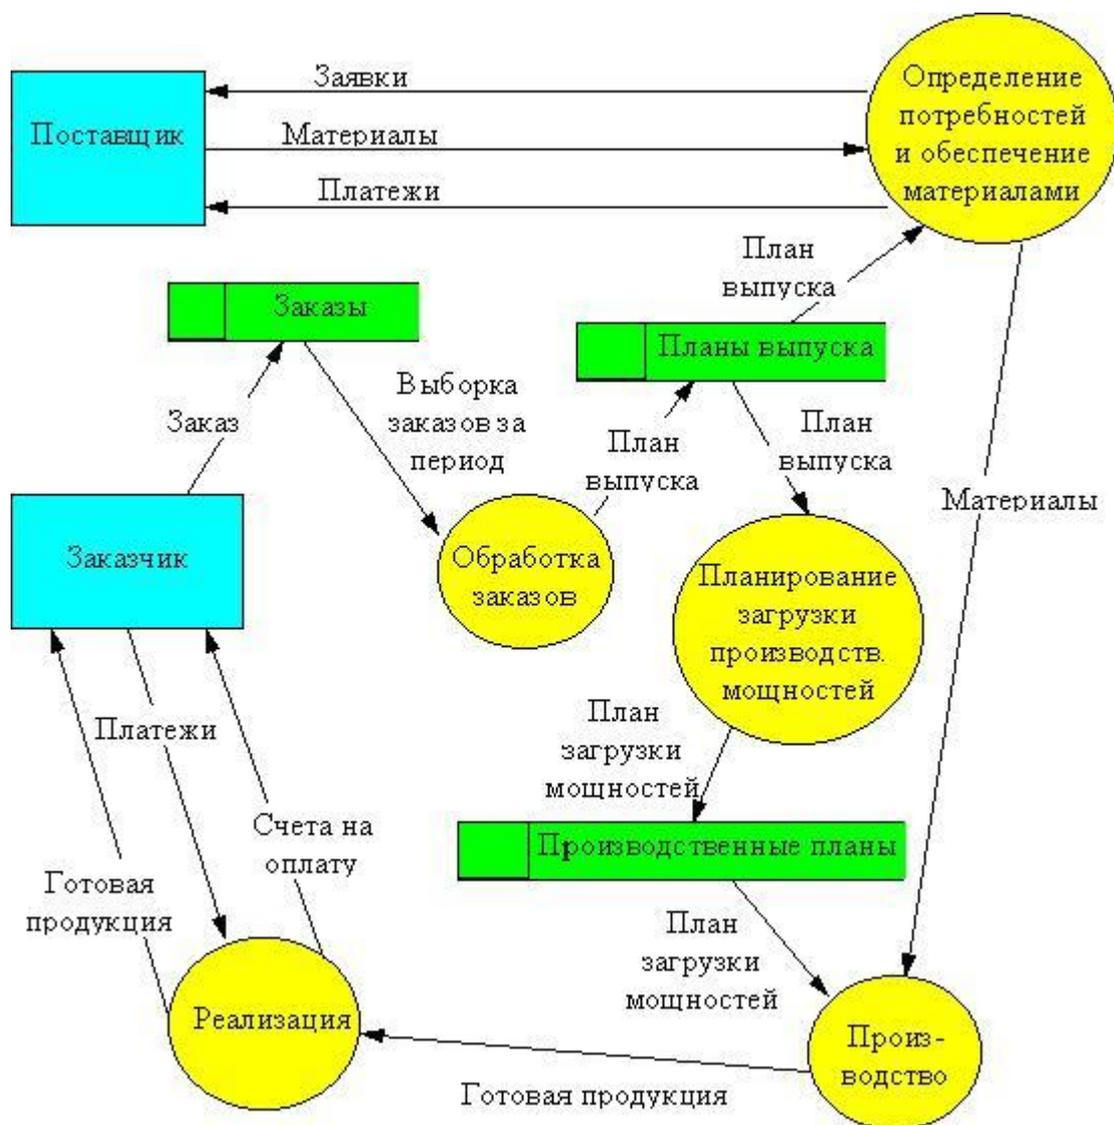 Заявки
Определение
потребностей
и обеспечение
материалами
Поставщик
Материалы
Платежи
План
выпуска
Заказы
Планы выпуска
Выборка
заказов за
период
Заказ
План
выпуска
План
выпуска
Материалы
Заказчик
Обработка
заказов
Планирование
загрузки
производств.
мощностей
Платежи
План
загрузки
мощностей
Счета на
оплату
Производственные планы
Готовая
продукция
План
загрузки
мощностей
Реализация
Произ-
водство
Готовая продукция